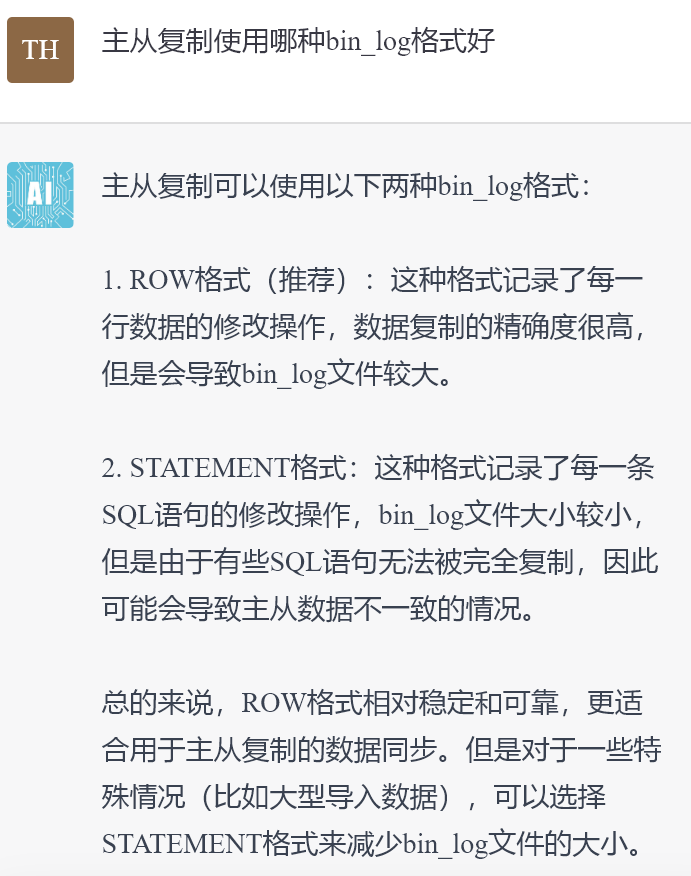 TH
主从复制使用哪种bin_log格式好
AI
主从复制可以使用以下两种bin_log格式：
1. ROW格式（推荐）：这种格式记录了每一
行数据的修改操作，数据复制的精确度很高，
但是会导致bin_log文件较大。
2. STATEMENT格式：这种格式记录了每一条
SQL语句的修改操作，bin_log文件大小较小，
但是由于有些SQL语句无法被完全复制，因此
可能会导致主从数据不一致的情况。
总的来说，ROW格式相对稳定和可靠，更适
合用于主从复制的数据同步。但是对于一些特
殊情况（比如大型导入数据），可以选择
STATEMENT格式来减少bin_log文件的大小。